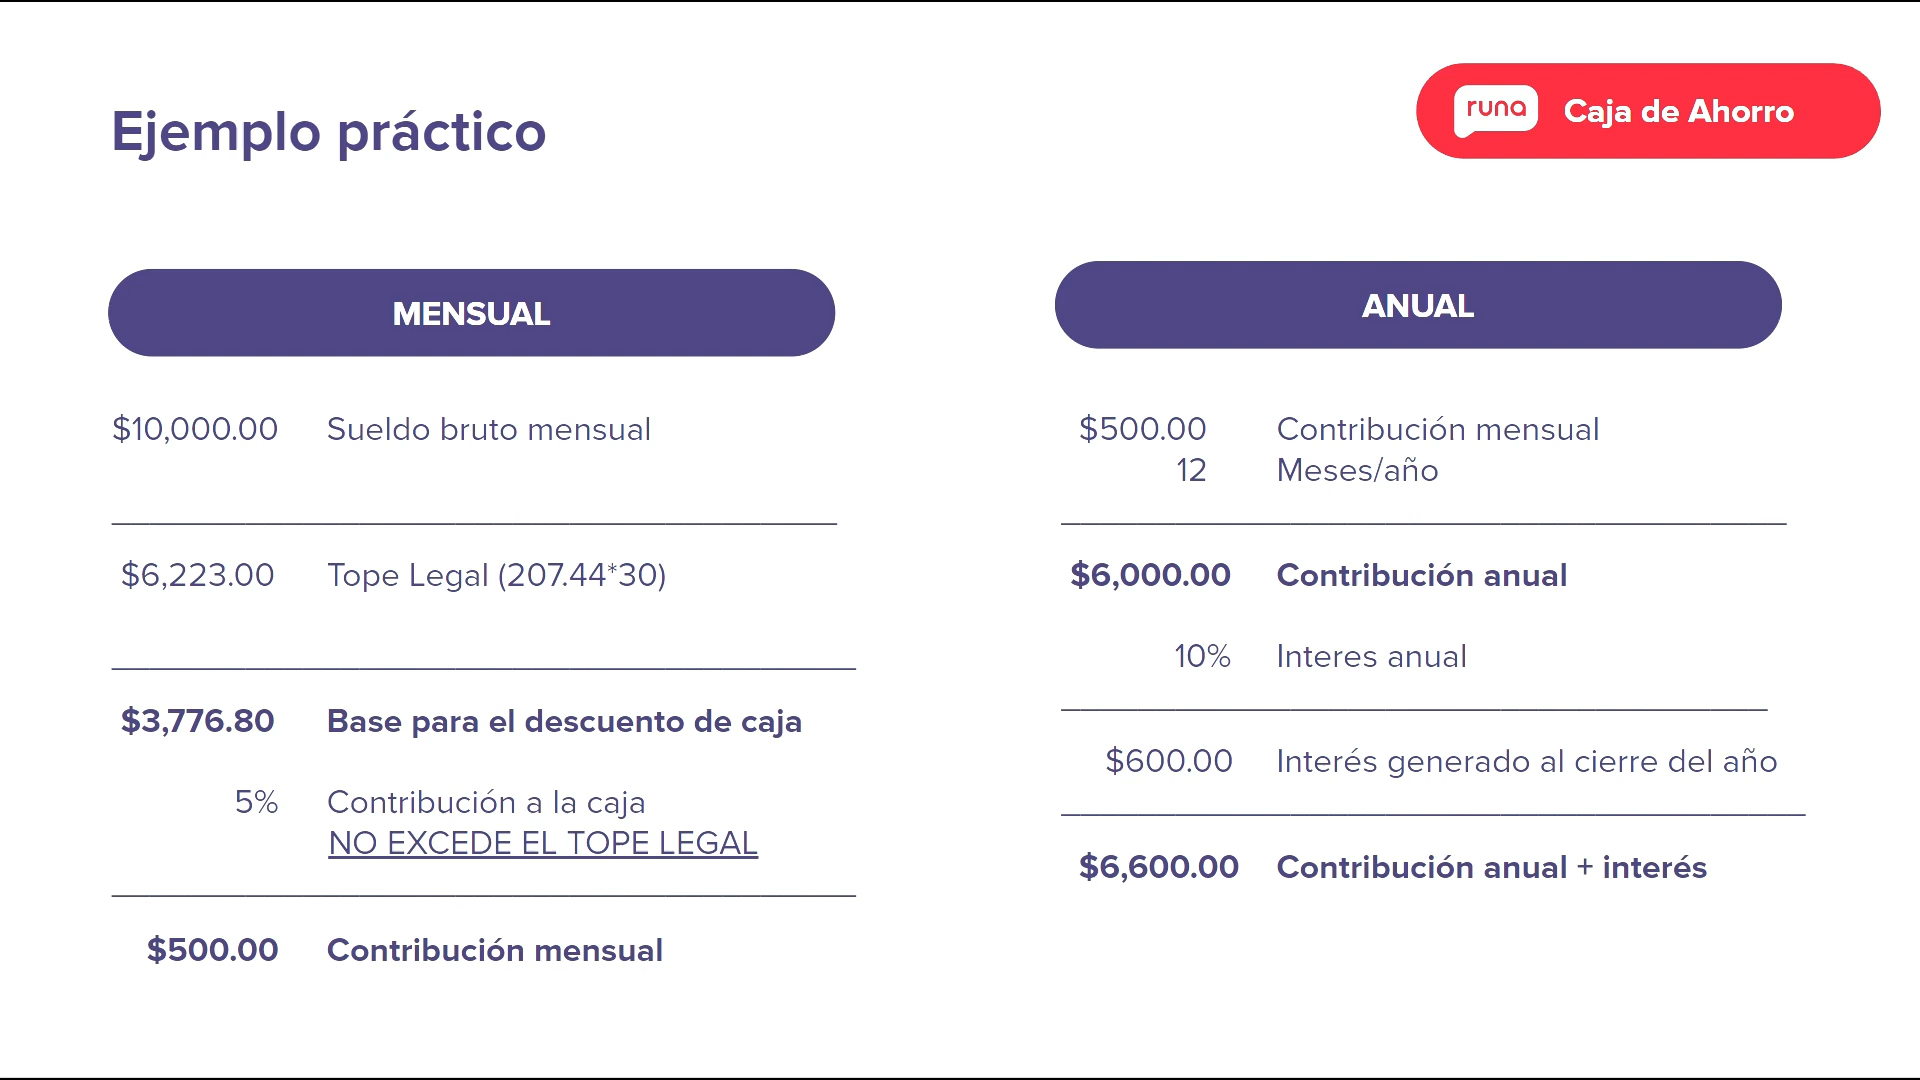 Ejemplo práctico
runa
Caja de Ahorro
MENSUAL
$10,000.00 Sueldo bruto mensual
$6,223.00 Tope Legal (207.44*30)
$3,776.80 Base para el descuento de caja
5% Contribución a la caja
NO EXCEDE EL TOPE LEGAL
$500.00 Contribución mensual
ANUAL
$500.00 Contribución mensual
12 Meses/año
$6,000.00 Contribución anual
10% Interes anual
$600.00 Interés generado al cierre del año
$6,600.00 Contribución anual + interés